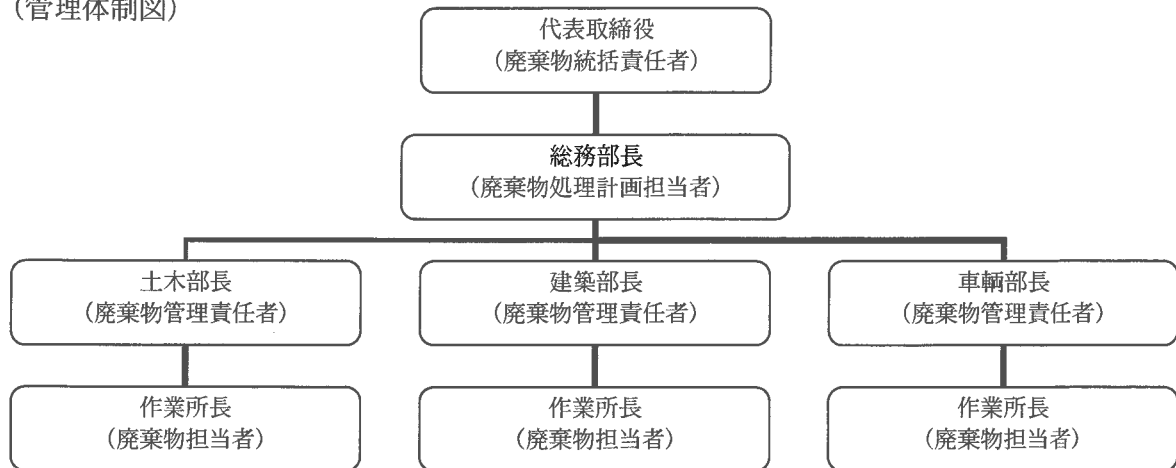 （管理体制図）
代表取締役
（廃棄物統括責任者）
総務部長
（廃棄物処理計画担当者）
土木部長
（廃棄物管理責任者）
建築部長
（廃棄物管理責任者）
車輌部長
（廃棄物管理責任者）
作業所長
（廃棄物担当者）
作業所長
（廃棄物担当者）
作業所長
（廃棄物担当者）